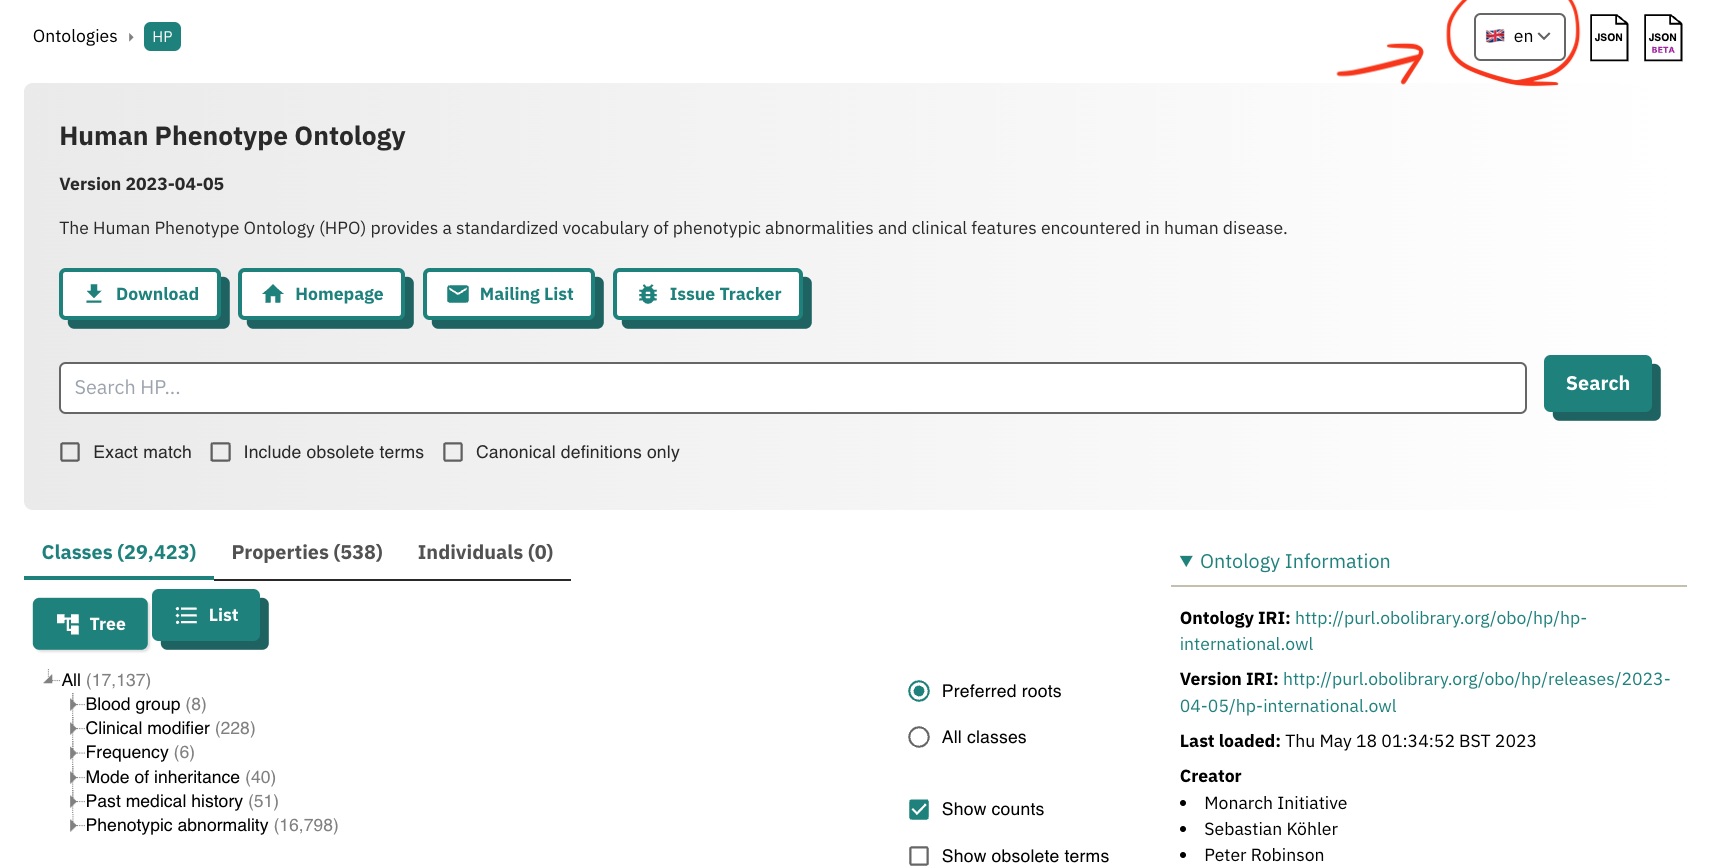 Ontologies HP
en
JSON
JSON
BETA
Human Phenotype Ontology
Version 2023-04-05
The Human Phenotype Ontology (HPO) provides a standardized vocabulary of phenotypic abnormalities and clinical features encountered in human disease.
Download Homepage Mailing List Issue Tracker
Search HP...
Search
Exact match Include obsolete terms Canonical definitions only
Classes (29,423) Properties (538) Individuals (0)
Tree List
All (17,137)
Blood group (8)
Clinical modifier (228)
Frequency (6)
Mode of inheritance (40)
Past medical history (51)
Phenotypic abnormality (16,798)
Preferred roots
All classes
Show counts
Show obsolete terms
Ontology Information
Ontology IRI: http://purl.obolibrary.org/obo/hp/hp-
international.owl
Version IRI: http://purl.obolibrary.org/obo/hp/releases/2023-
04-05/hp-international.owl
Last loaded: Thu May 18 01:34:52 BST 2023
Creator
• Monarch Initiative
• Sebastian Köhler
• Peter Robinson